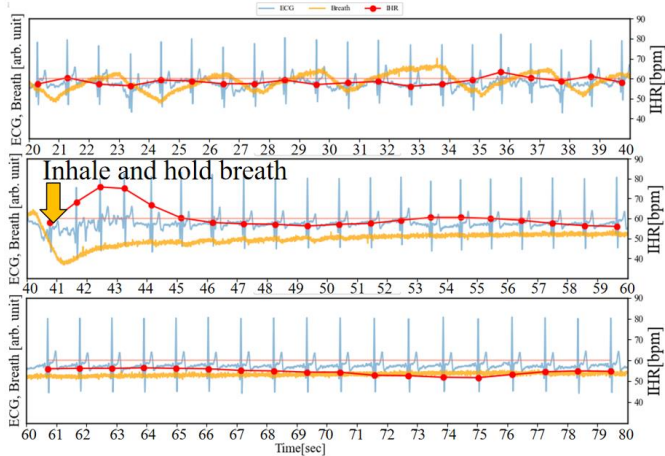 ECG Breath IHR
ECG, Breath [arb. unit]
90
80
70
60
50
40
IHR[bpm]
20 21 22 23 24 25 26 27 28 29 30 31 32 33 34 35 36 37 38 39 40
Inhale and hold breath
ECG, Breath [arb. unit]
90
80
70
60
50
40
IHR[bpm]
40 41 42 43 44 45 46 47 48 49 50 51 52 53 54 55 56 57 58 59 60
ECG, Breath [arb. unit]
90
80
70
60
50
40
IHR[bpm]
60 61 62 63 64 65 66 67 68 69 70 71 72 73 74 75 76 77 78 79 80
Time[sec]